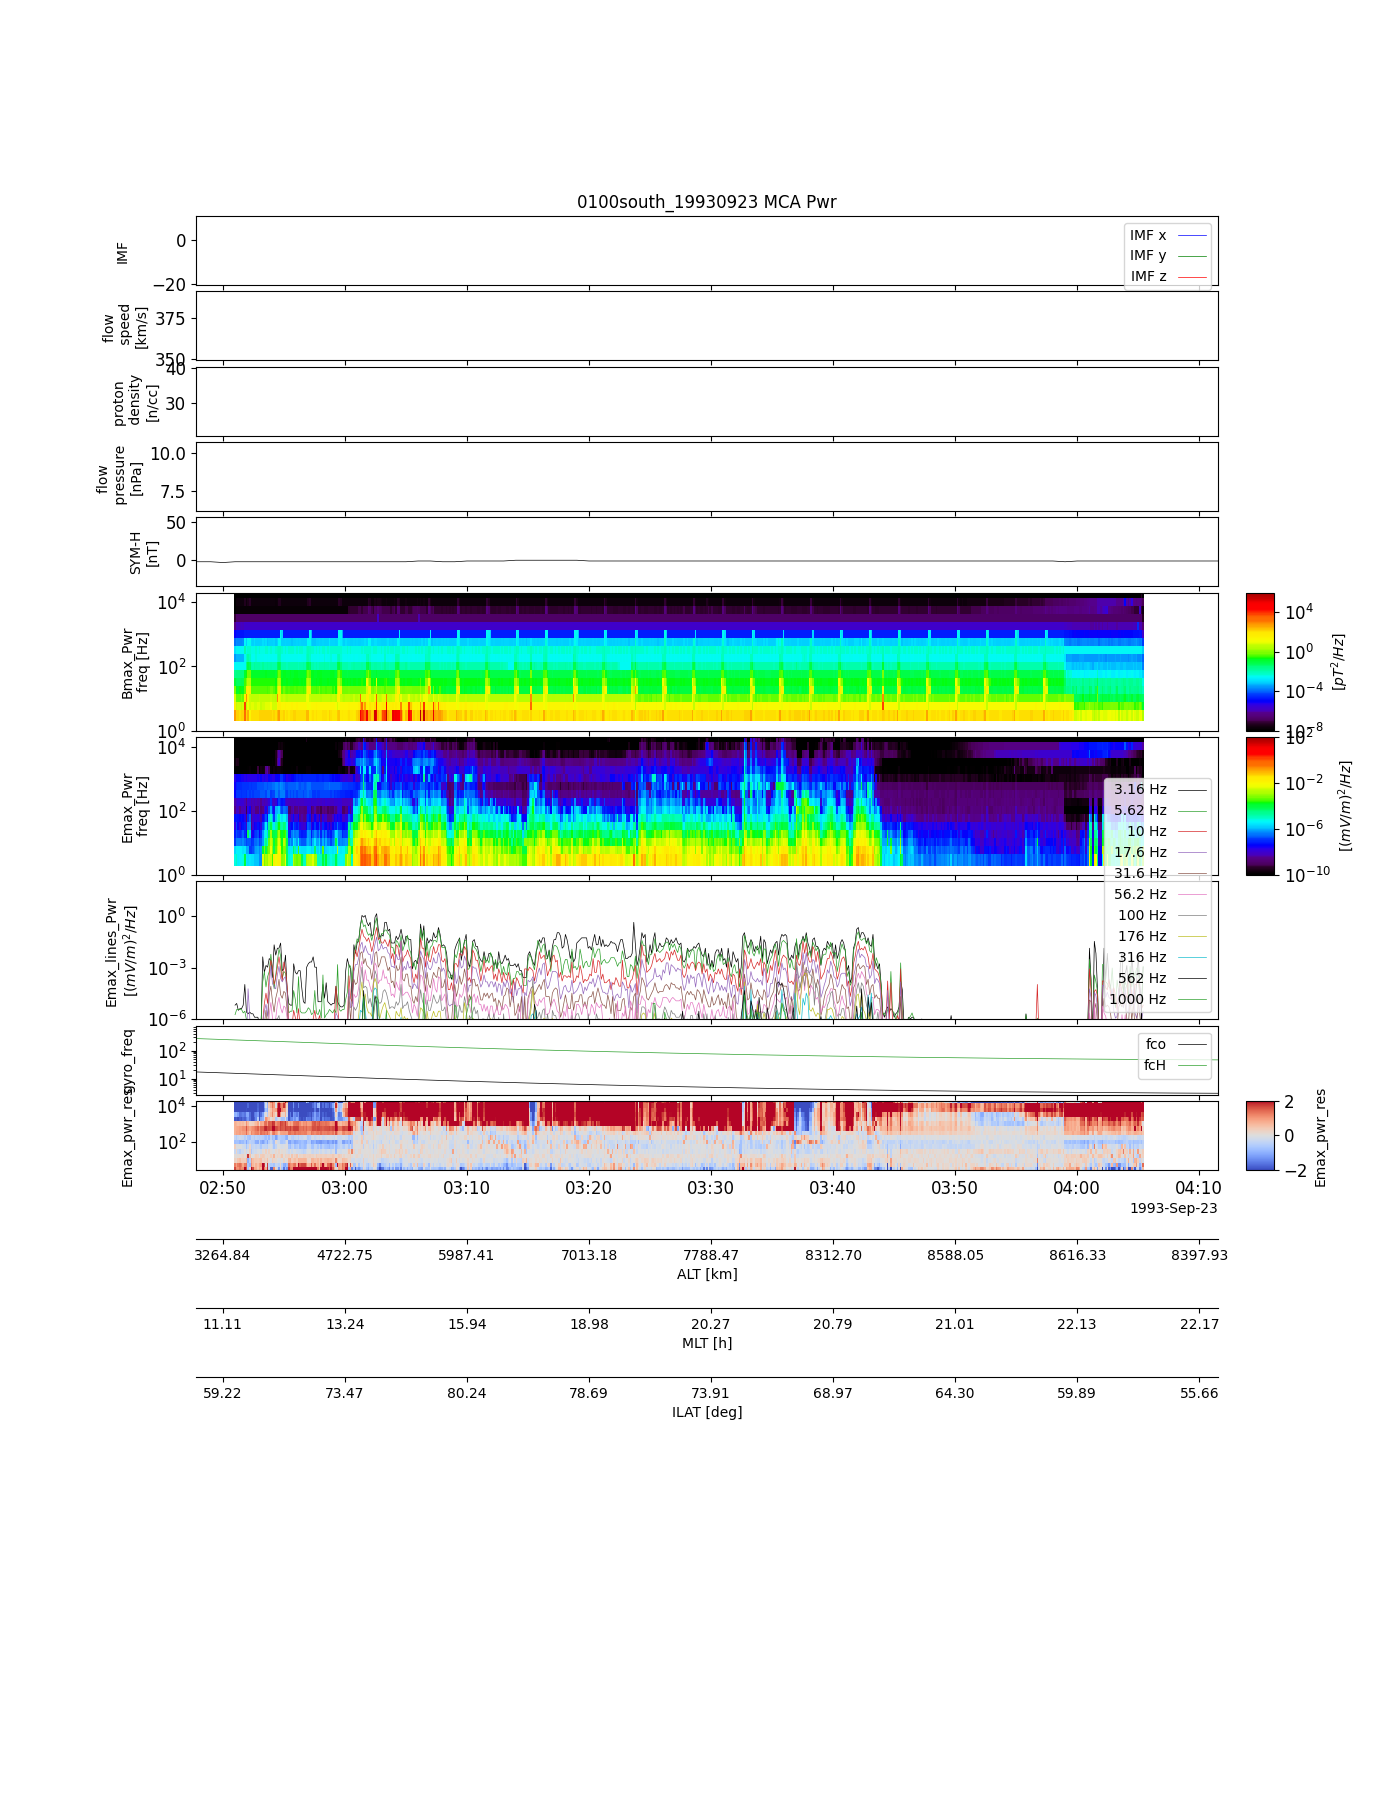 0100south_19930923 MCA Pwr
IMF
0
−20
IMF x
IMF y
IMF z
flow
speed
[km/s]
375
350
proton
density
[n/cc]
40
30
flow
pressure
[nPa]
10.0
7.5
SYM-H
[nT]
50
0
Bmax_Pwr
freq [Hz]
10^4
10^2
10^0
10^4
10^0
10^-4
10^-8
[pT^2/Hz]
Emax_Pwr
freq [Hz]
10^4
10^2
10^0
10^2
10^-2
10^-6
10^-10
[(mV/m)^2/Hz]
3.16 Hz
5.62 Hz
10 Hz
17.6 Hz
31.6 Hz
56.2 Hz
100 Hz
176 Hz
316 Hz
562 Hz
1000 Hz
Emax_lines_Pwr
[(mV/m)^2/Hz]
10^0
10^-3
10^-6
gyro_freq
10^2
10^1
fco
fcH
Emax_pwr_res
10^4
10^2
2
0
−2
Emax_pwr_res
02:50 03:00 03:10 03:20 03:30 03:40 03:50 04:00 04:10
1993-Sep-23
3264.84 4722.75 5987.41 7013.18 7788.47 8312.70 8588.05 8616.33 8397.93
ALT [km]
11.11 13.24 15.94 18.98 20.27 20.79 21.01 22.13 22.17
MLT [h]
59.22 73.47 80.24 78.69 73.91 68.97 64.30 59.89 55.66
ILAT [deg]